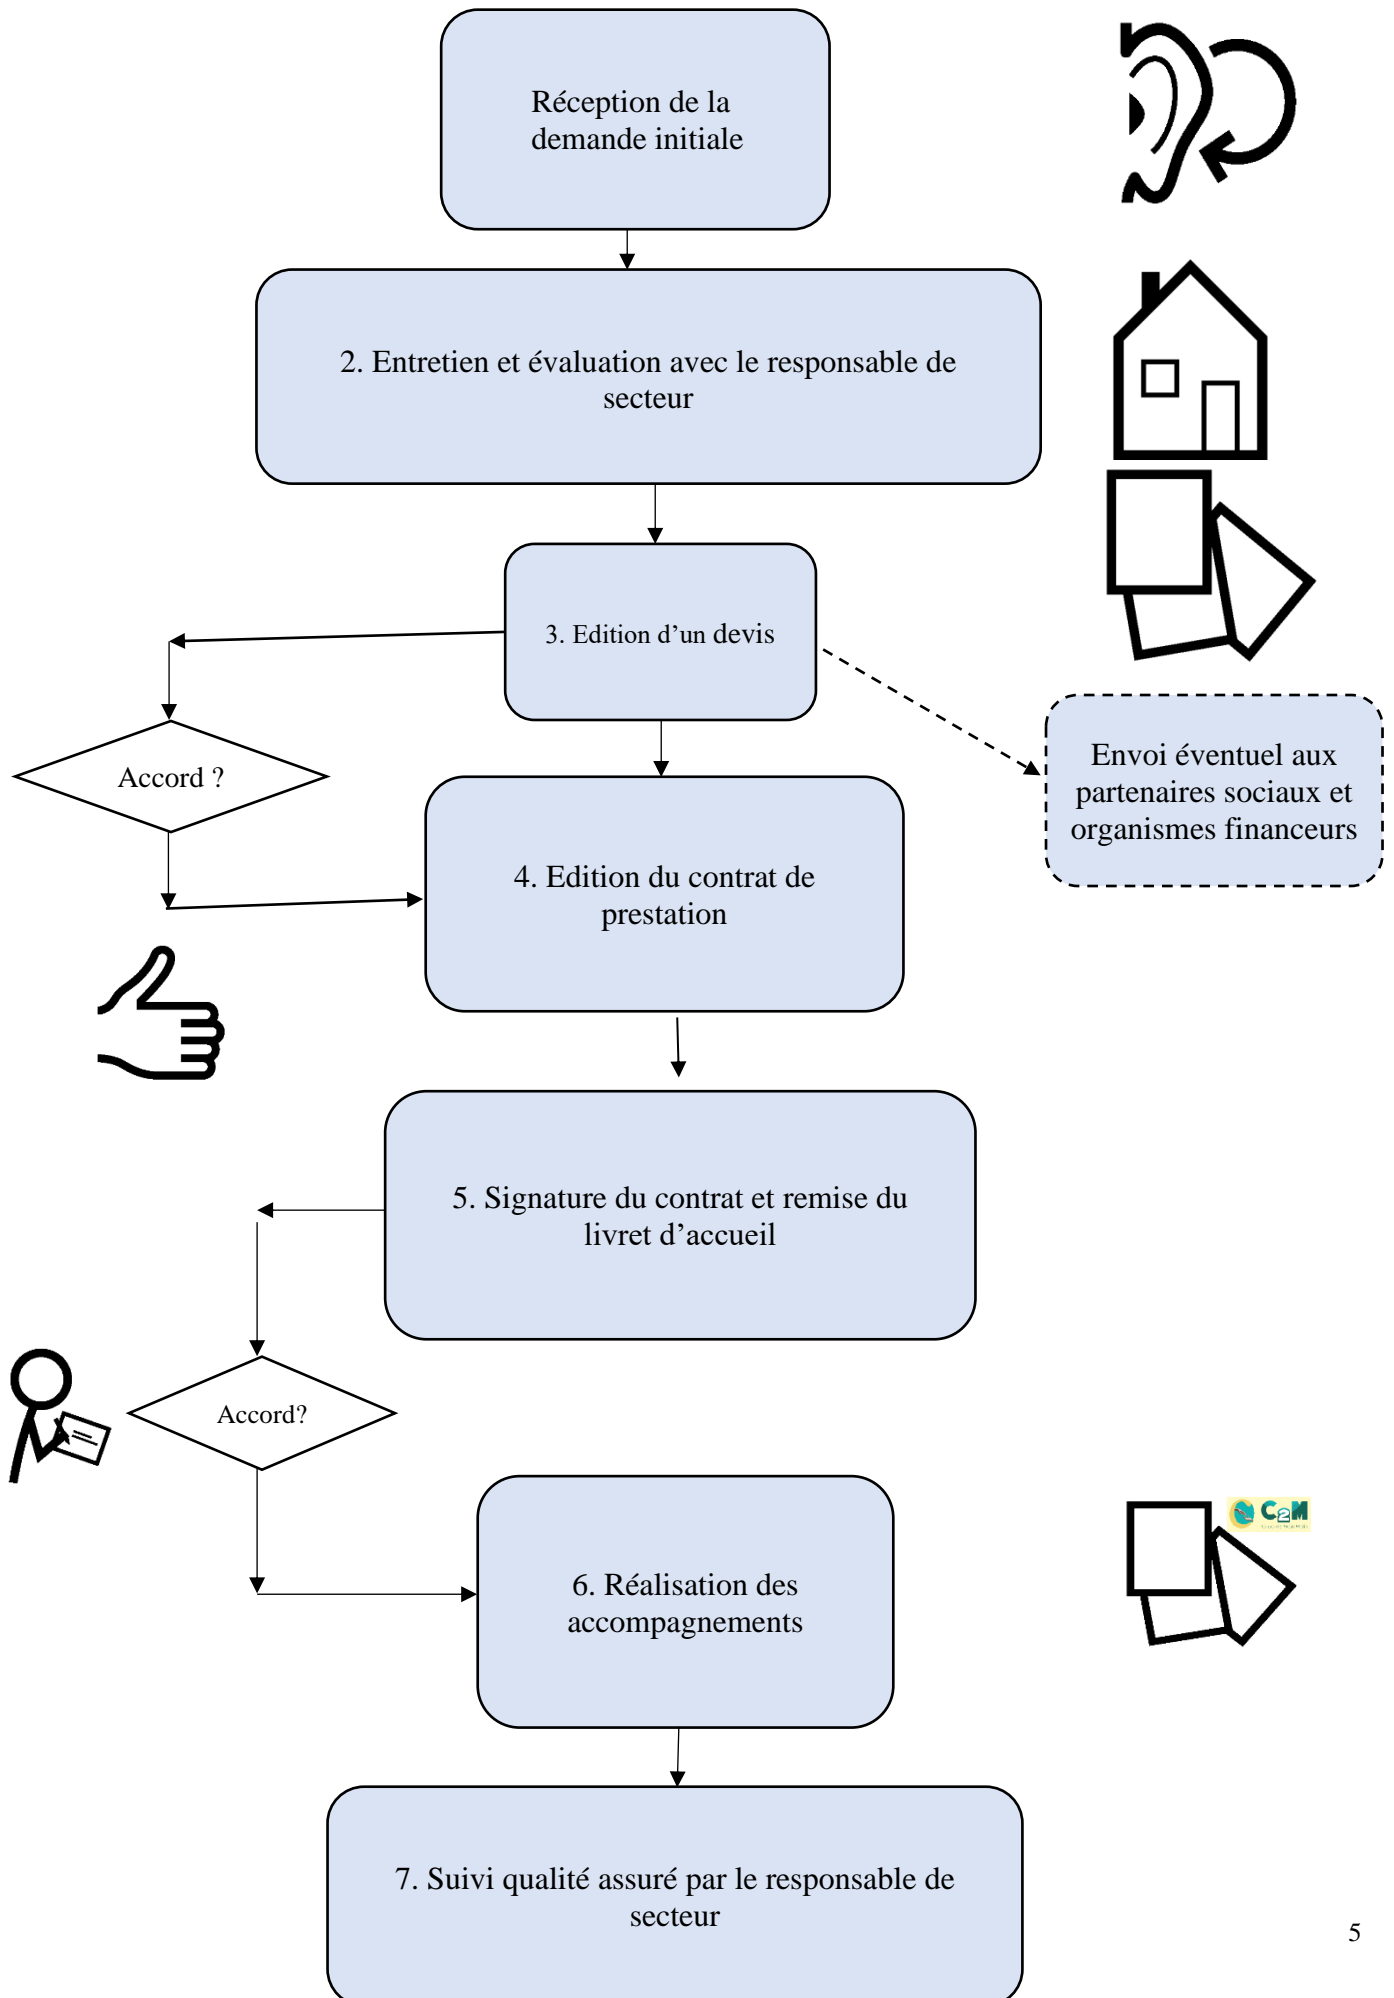 Réception de la
demande initiale
2. Entretien et évaluation avec le responsable de
secteur
3. Edition d’un devis
Accord ?
Envoi éventuel aux
partenaires sociaux et
organismes financeurs
4. Edition du contrat de
prestation
5. Signature du contrat et remise du
livret d’accueil
Accord?
C2M
6. Réalisation des
accompagnements
7. Suivi qualité assuré par le responsable de
secteur
5